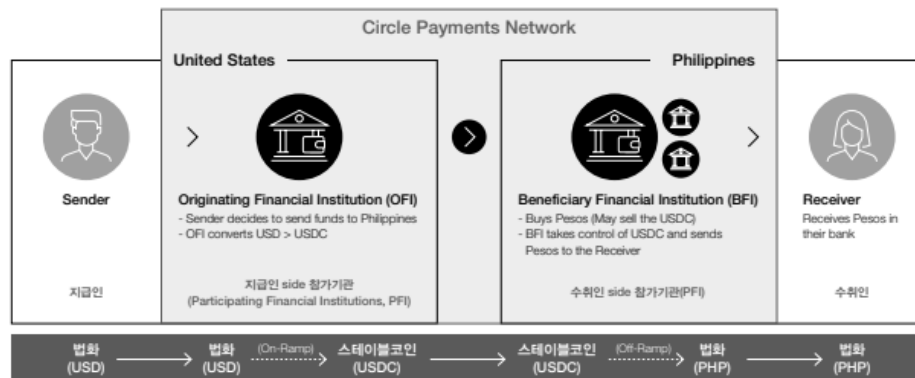 Circle Payments Network
United States
Philippines
Sender
Originating Financial Institution (OFI)
- Sender decides to send funds to Philippines
- OFI converts USD > USDC
Beneficiary Financial Institution (BFI)
- Buys Pesos (May sell the USDC)
- BFI takes control of USDC and sends
Pesos to the Receiver
Receiver
Receives Pesos in
their bank
지급인
지급인 side 참가기관
(Participating Financial Institutions, PFI)
수취인 side 참가기관(PFI)
수취인
법화
(USD)
법화
(USD)
(On-Ramp)
스테이블코인
(USDC)
스테이블코인
(USDC)
(Off-Ramp)
법화
(PHP)
법화
(PHP)